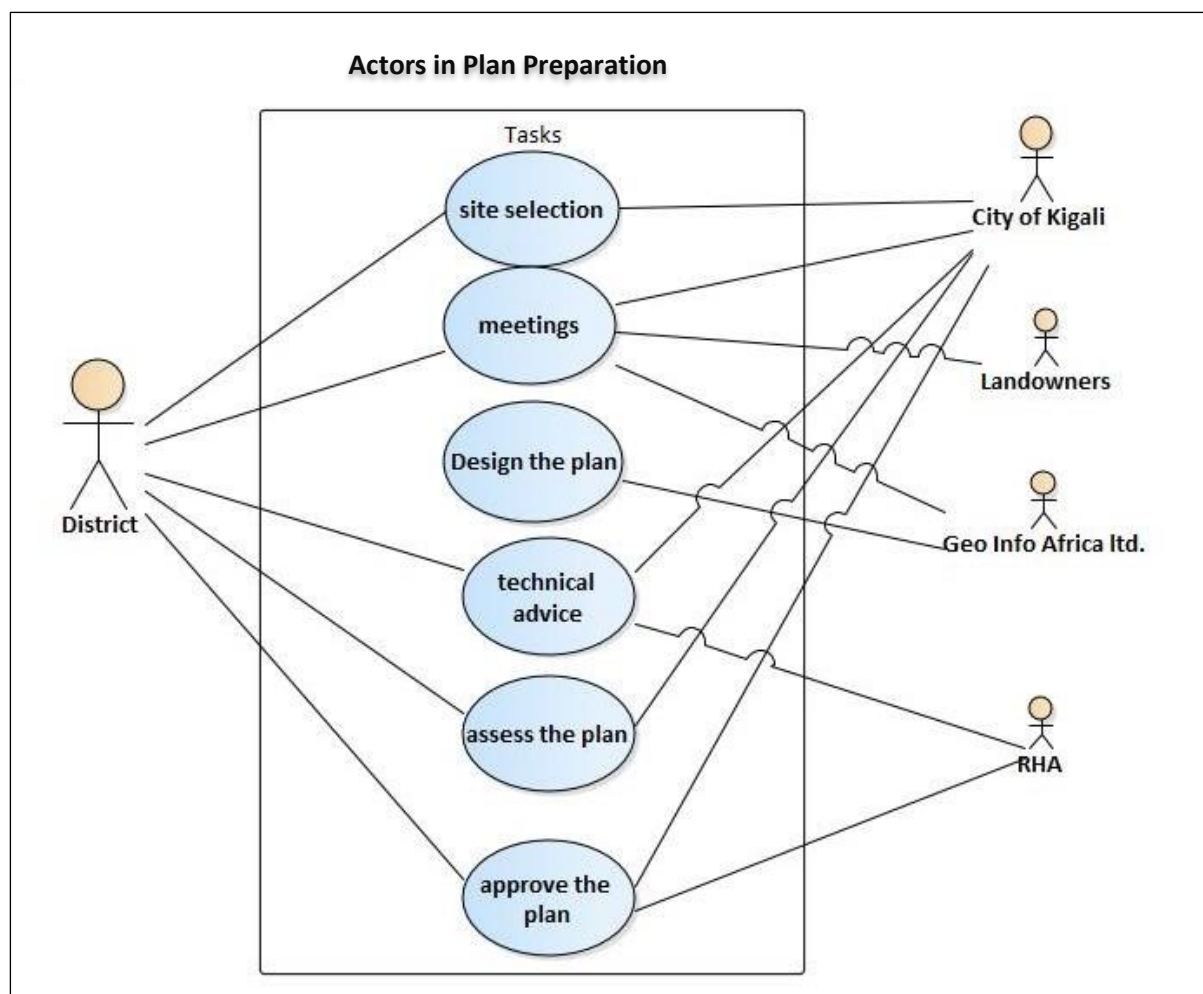 Actors in Plan Preparation
Tasks
site selection
City of Kigali
meetings
Landowners
Design the plan
District
Geo Info Africa ltd.
technical
advice
assess the plan
RHA
approve the
plan